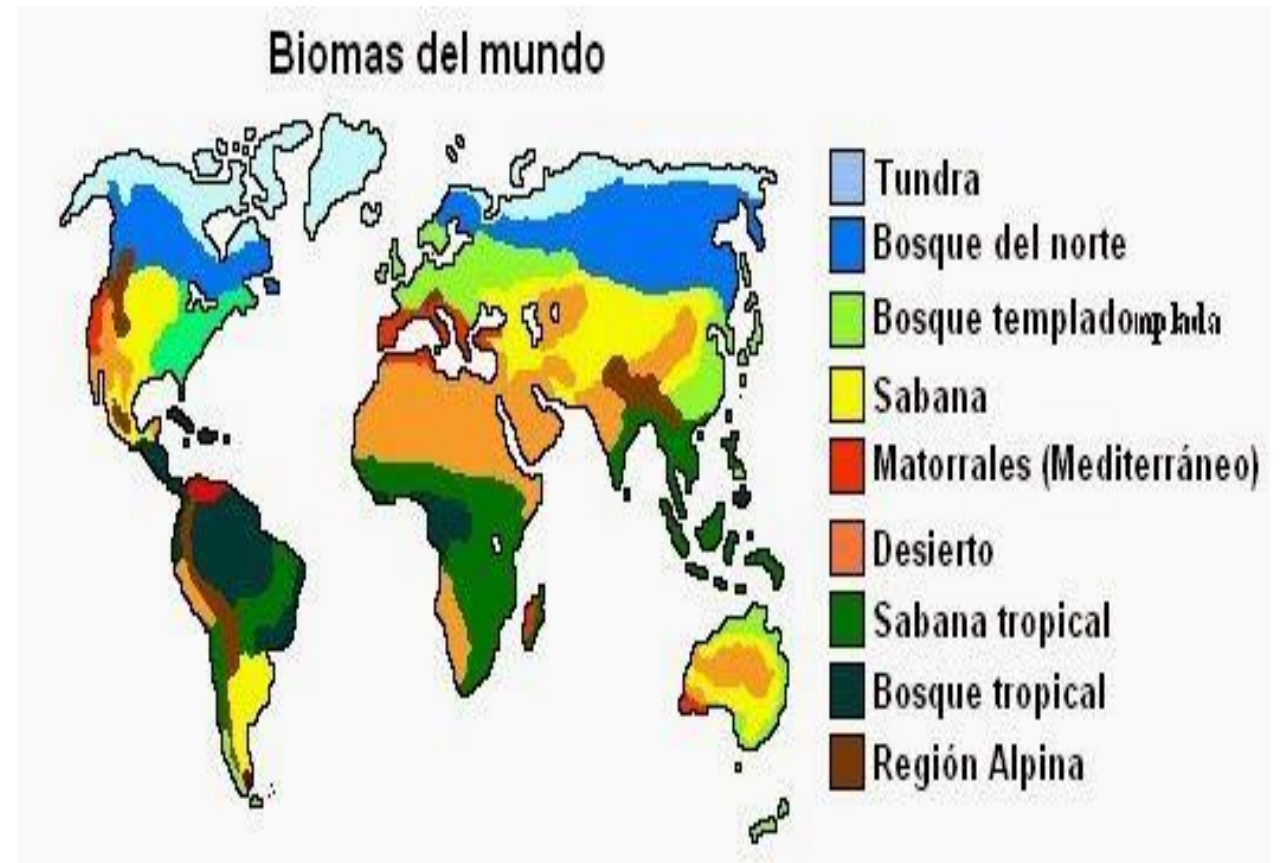 Biomas del mundo
Tundra
Bosque del norte
Bosque templado
Sabana
Matorrales (Mediterráneo)
Desierto
Sabana tropical
Bosque tropical
Región Alpina